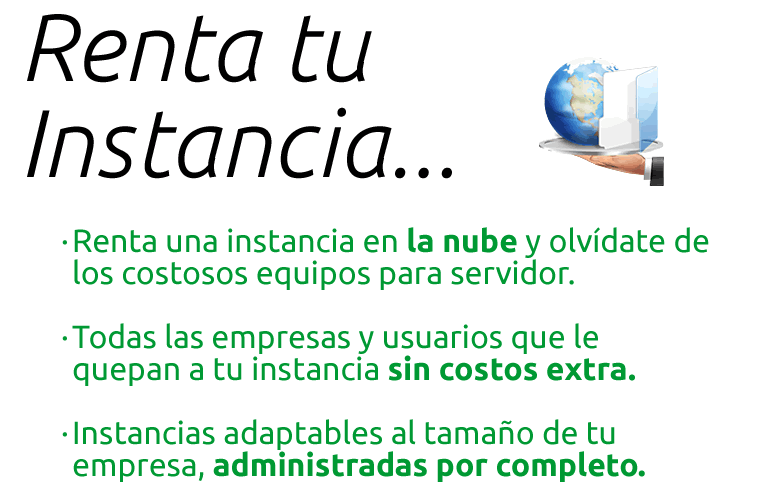 Renta tu
Instancia...
·Renta una instancia en la nube y olvídate de
los costosos equipos para servidor.
·Todas las empresas y usuarios que le
quepan a tu instancia sin costos extra.
·Instancias adaptables al tamaño de tu
empresa, administradas por completo.